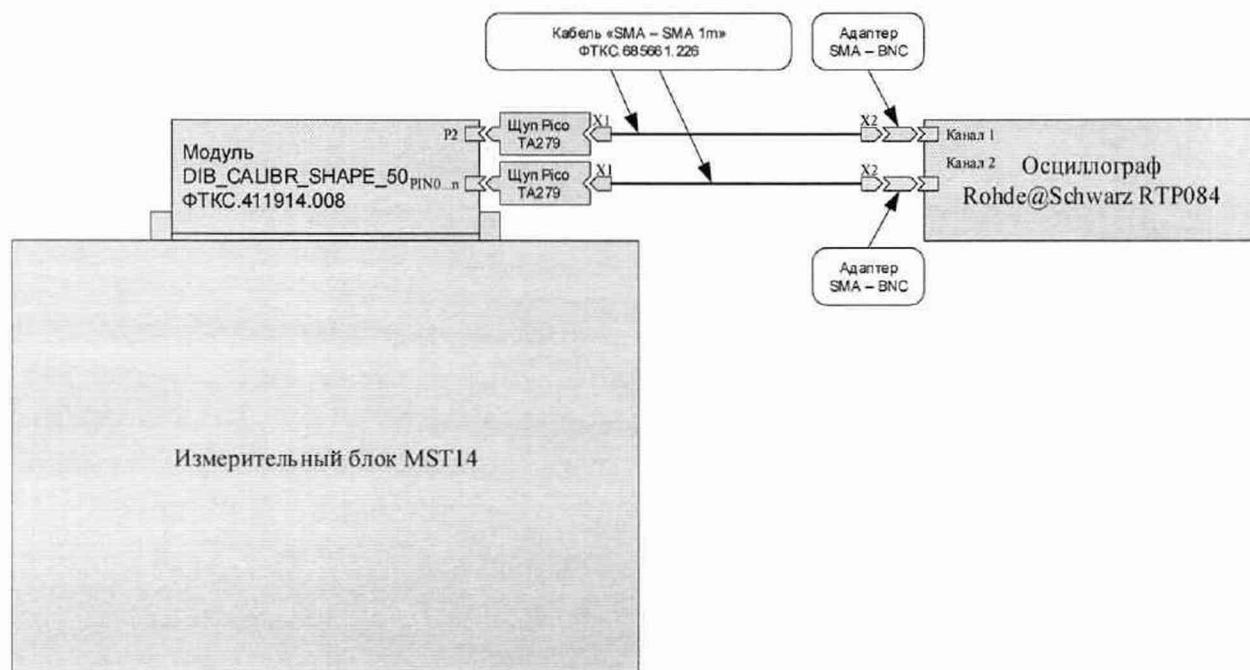 Кабель «SMA – SMA 1m»
ФТКС.685661.226
Адаптер
SMA – BNC
P2
Щуп Pico
TA279
X1
X2
Канал 1
Модуль
DIB_CALIBR_SHAPE_50
ФТКС.411914.008
PIN0...n
Щуп Pico
TA279
X1
X2
Канал 2
Осциллограф
Rohde@Schwarz RTP084
Адаптер
SMA – BNC
Измерительный блок MST14